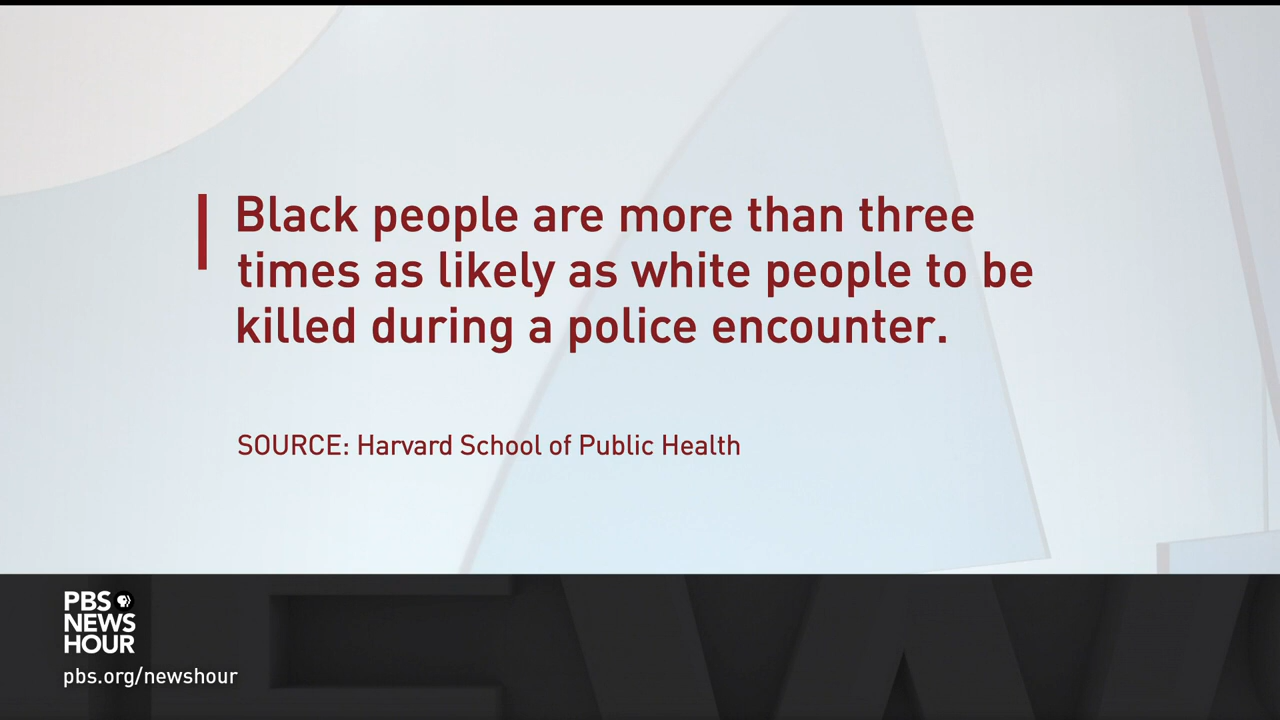 Black people are more than three
times as likely as white people to be
killed during a police encounter.
SOURCE: Harvard School of Public Health
PBS
NEWS
HOUR
pbs.org/newshour